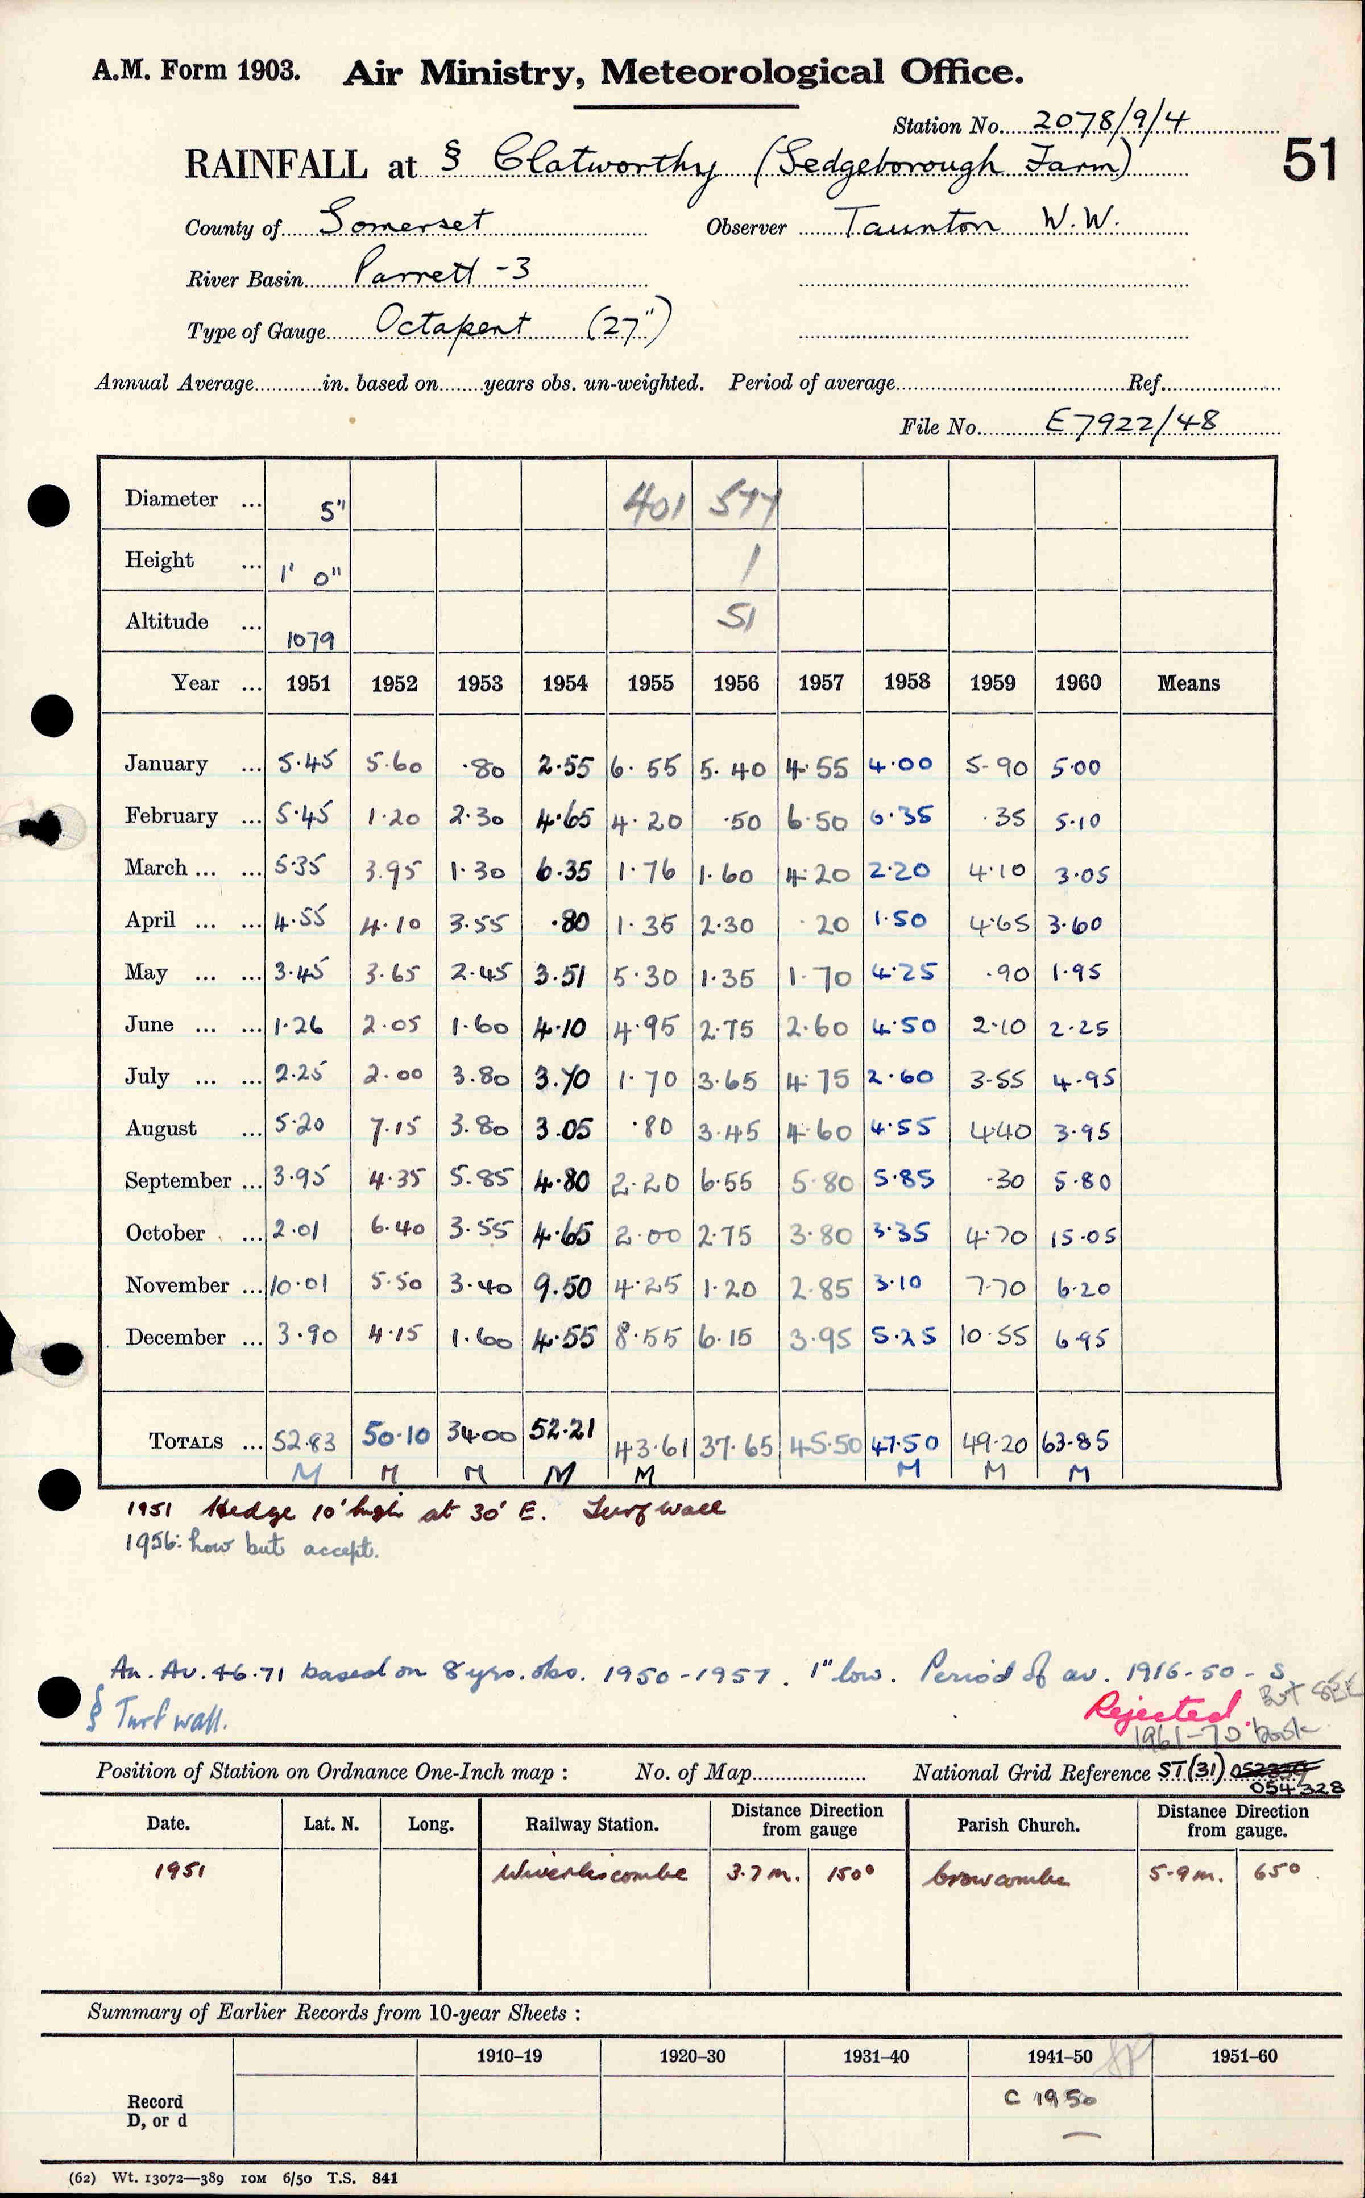 A.M. Form 1903. Air Ministry, Meteorological Office.
Station No. 2078/9/4
RAINFALL at § Clatworthy (Sedgeborough Farm) 51
County of Somerset Observer Taunton W.W.
River Basin Parrett -3
Type of Gauge Octapent (27")
Annual Average in. based on years obs. un-weighted. Period of average Ref.
File No. E7922/48
Diameter ... 5" 401 577
Height ... 1' 0" 1
Altitude ... 1079 51
Year ... 1951 1952 1953 1954 1955 1956 1957 1958 1959 1960 Means
January ... 5.45 5.60 .80 2.55 6.55 5.40 4.55 4.00 5.90 5.00
February ... 5.45 1.20 2.30 4.65 4.20 .50 6.50 6.35 .35 5.10
March ... ... 5.35 3.95 1.30 6.35 1.76 1.60 4.20 2.20 4.10 3.05
April ... ... 4.55 4.10 3.55 .80 1.35 2.30 .20 1.50 4.65 3.60
May ... ... 3.45 3.65 2.45 3.51 5.30 1.35 1.70 4.25 .90 1.95
June ... ... 1.26 2.05 1.60 4.10 4.95 2.75 2.60 4.50 2.10 2.25
July ... ... 2.25 2.00 3.80 3.70 1.70 3.65 4.75 2.60 3.55 4.95
August ... 5.20 7.15 3.80 3.05 .80 3.45 4.60 4.55 4.40 3.95
September ... 3.95 4.35 5.85 4.80 2.20 6.55 5.80 5.85 .30 5.80
October ... 2.01 6.40 3.55 4.65 2.00 2.75 3.80 3.35 4.70 15.05
November ... 10.01 5.50 3.40 9.50 4.25 1.20 2.85 3.10 7.70 6.20
December ... 3.90 4.15 1.60 4.55 8.55 6.15 3.95 5.25 10.55 6.95
TOTALS ... 52.83 50.10 34.00 52.21 43.61 37.65 45.50 47.50 49.20 63.85
M M M M M M M M
1951 Hedge 10' high at 30' E. Turf wall
1956: low but accept.
An. Av. 46.71 based on 8 yrs. obs. 1950-1957. 1" low. Period of av. 1916-50 - S
§ Turf wall. Rejected. But SEE
1961-70 book
Position of Station on Ordnance One-Inch map : No. of Map National Grid Reference ST(31)
054328
Date. Lat. N. Long. Railway Station. Distance from gauge Direction Parish Church. Distance from gauge. Direction
1951 Wiveliscombe 3.7 m. 150° Crowcombe 5.9 m. 65°
Summary of Earlier Records from 10-year Sheets :
1910–19 1920–30 1931–40 1941–50 1951–60
Record D, or d C 1950
(62) Wt. 13072—389 10M 6/50 T.S. 841